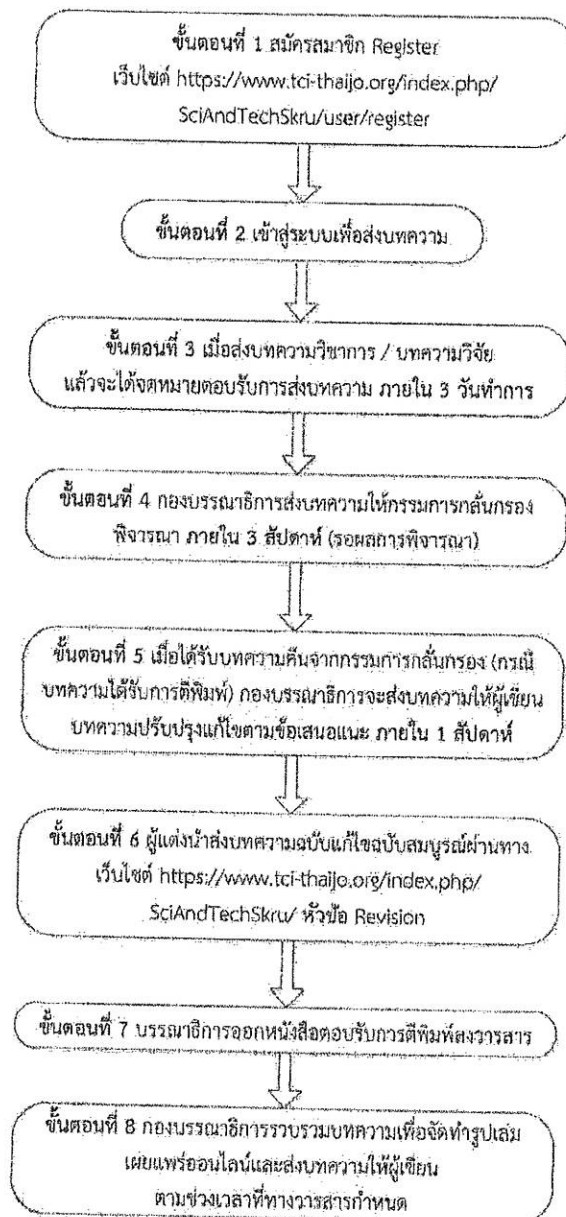 ขั้นตอนที่ 1 สมัครสมาชิก Register
เว็บไซต์ https://www.tci-thaijo.org/index.php/
SciAndTechSkru/user/register
ขั้นตอนที่ 2 เข้าสู่ระบบเพื่อส่งบทความ
ขั้นตอนที่ 3 เมื่อส่งบทความวิชาการ / บทความวิจัย
แล้วจะได้จดหมายตอบรับการส่งบทความ ภายใน 3 วันทำการ
ขั้นตอนที่ 4 กองบรรณาธิการส่งบทความให้กรรมการกลั่นกรอง
พิจารณา ภายใน 3 สัปดาห์ (รอผลการพิจารณา)
ขั้นตอนที่ 5 เมื่อได้รับบทความคืนจากกรรมการกลั่นกรอง (กรณี
บทความได้รับการตีพิมพ์) กองบรรณาธิการจะส่งบทความให้ผู้เขียน
บทความปรับปรุงแก้ไขตามข้อเสนอแนะ ภายใน 1 สัปดาห์
ขั้นตอนที่ 6 ผู้แต่งนำส่งบทความฉบับแก้ไขฉบับสมบูรณ์ผ่านทาง
เว็บไซต์ https://www.tci-thaijo.org/index.php/
SciAndTechSkru/ หัวข้อ Revision
ขั้นตอนที่ 7 บรรณาธิการออกหนังสือตอบรับการตีพิมพ์ลงวารสาร
ขั้นตอนที่ 8 กองบรรณาธิการรวบรวมบทความเพื่อจัดทำรูปเล่ม
เผยแพร่ออนไลน์และส่งบทความให้ผู้เขียน
ตามช่วงเวลาที่ทางวารสารกำหนด